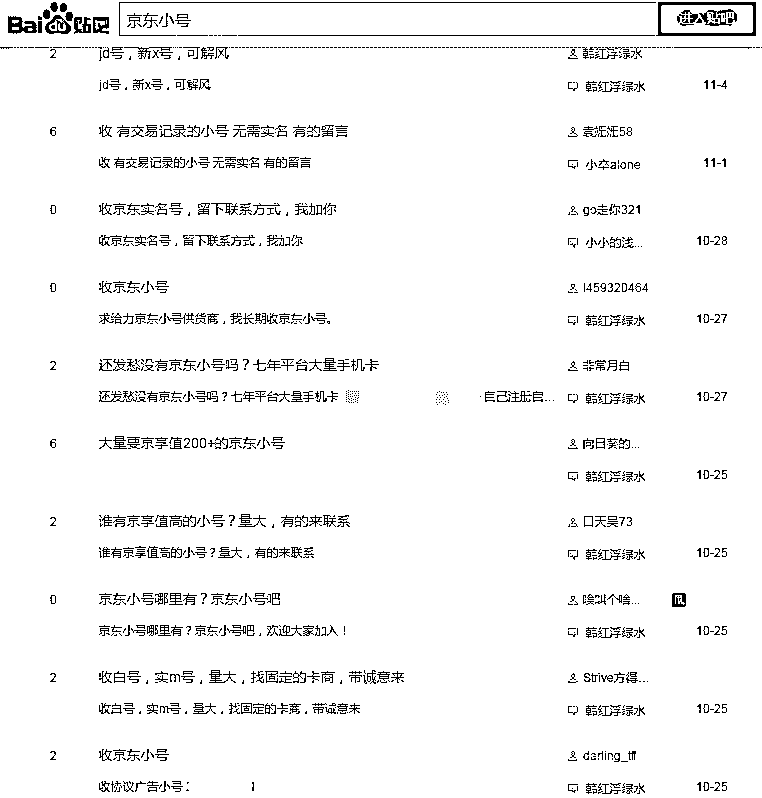 Bai du 贴吧 京东小号 进入贴吧
2 jd号，新x号，可解风 韩红浮绿水
jd号，新x号，可解风 韩红浮绿水 11-4
6 收 有交易记录的小号 无需实名 有的留言 袁泥泥58
收 有交易记录的小号 无需实名 有的留言 小卒alone 11-1
0 收京东实名号，留下联系方式，我加你 go走你321
收京东实名号，留下联系方式，我加你 小小的浅... 10-28
0 收京东小号 l459320464
求给力京东小号供货商，我长期收京东小号。 韩红浮绿水 10-27
2 还发愁没有京东小号吗？七年平台大量手机卡 非常月白
还发愁没有京东小号吗？七年平台大量手机卡 自己注册自... 韩红浮绿水 10-27
6 大量要京享值200+的京东小号 向日葵的...
韩红浮绿水 10-25
2 谁有京享值高的小号？量大，有的来联系 口天昊73
谁有京享值高的小号？量大，有的来联系 韩红浮绿水 10-25
0 京东小号哪里有？京东小号吧 啥叫个啥...
京东小号哪里有？京东小号吧，欢迎大家加入！ 韩红浮绿水 10-25
2 收白号，实m号，量大，找固定的卡商，带诚意来 Strive方得...
收白号，实m号，量大，找固定的卡商，带诚意来 韩红浮绿水 10-25
2 收京东小号 darling_tff
收协议广告小号： 韩红浮绿水 10-25